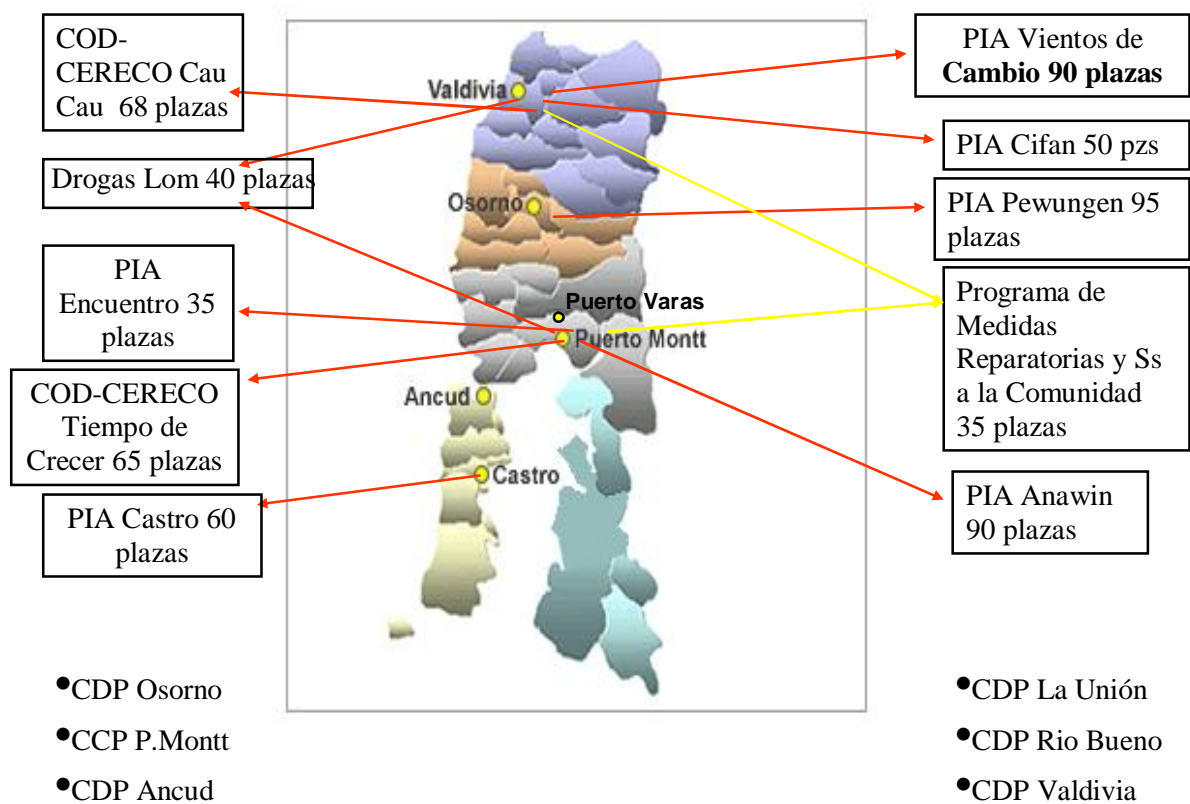 COD-
CERECO Cau
Cau 68 plazas
Drogas Lom 40 plazas
PIA
Encuentro 35
plazas
COD-CERECO
Tiempo de
Crecer 65 plazas
PIA Castro 60
plazas
Valdivia
Osorno
Puerto Varas
Puerto Montt
Ancud
Castro
PIA Vientos de
Cambio 90 plazas
PIA Cifan 50 pzs
PIA Pewungen 95
plazas
Programa de
Medidas
Reparatorias y Ss
a la Comunidad
35 plazas
PIA Anawin
90 plazas
•CDP Osorno
•CCP P.Montt
•CDP Ancud
•CDP La Unión
•CDP Rio Bueno
•CDP Valdivia